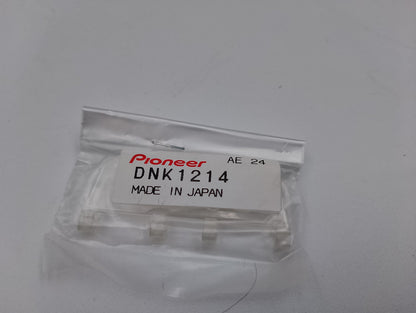 Pioneer AE 24
DNK1214
MADE IN JAPAN